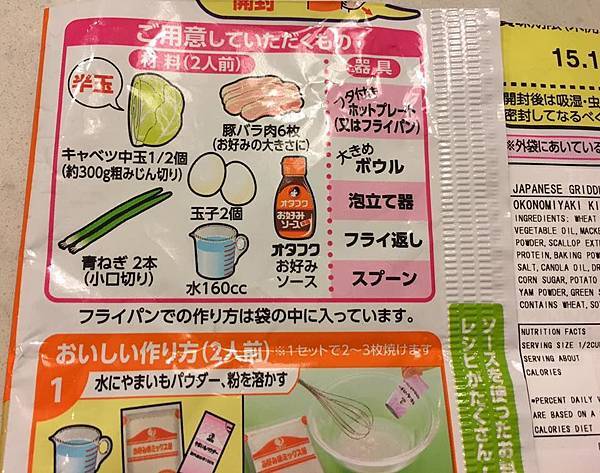 開封
ご用意していただくもの
材料(2人前)
半玉
キャベツ中玉1/2個
(約300g粗みじん切り)
豚バラ肉6枚
(お好みの大きさに)
玉子2個
オタフク
お好み
ソース
オタフク
お好み
ソース
青ねぎ 2本
(小口切り)
水160cc
器具
フタ付き
ホットプレート
(又はフライパン)
大きめ
ボウル
泡立て器
フライ返し
スプーン
フライパンでの作り方は袋の中に入っています。
おいしい作り方(2人前)
※1セットで2〜3枚焼けます
1 水にやまいもパウダー、粉を溶かす
お好み焼ミックス粉
ソースを使ったお
レシピがたくさん
15.1
開封後は吸湿・虫
密封してなるべく
※外袋にあいている
JAPANESE GRIDD
OKONOMIYAKI KI
INGREDIENTS: WHEAT
VEGETABLE OIL, MACKE
POWDER, SCALLOP EXTR
PROTEIN, BAKING POW
SALT, CANOLA OIL, DR
CORN SUGAR, POTATO
YAM POWDER, GREEN S
CONTAINS WHEAT, SO
NUTRITION FACTS
SERVING SIZE 1/2CU
SERVING ABOUT
CALORIES
*PERCENT DAILY V
ARE BASED ON A
CALORIES DIET